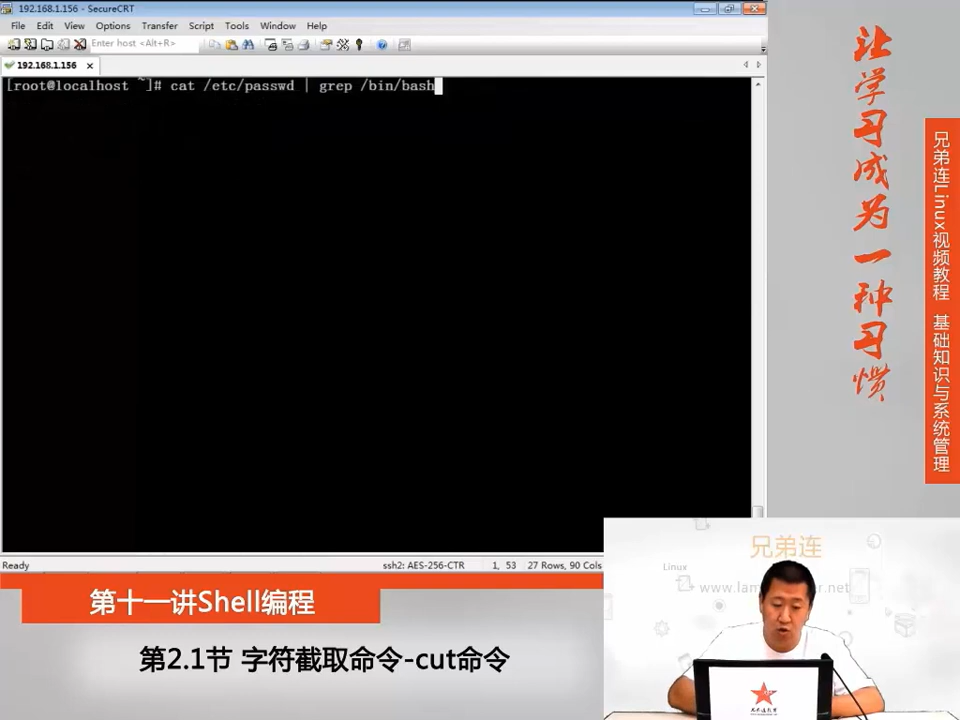 192.168.1.156 - SecureCRT
File Edit View Options Transfer Script Tools Window Help
Enter host <Alt+R>
192.168.1.156
[root@localhost ~]# cat /etc/passwd | grep /bin/bash
Ready
ssh2: AES-256-CTR 1, 53 27 Rows, 90 Cols
让学习成为一种习惯
兄弟连Linux视频教程 基础知识与系统管理
兄弟连
Linux
第十一讲Shell编程
第2.1节 字符截取命令-cut命令